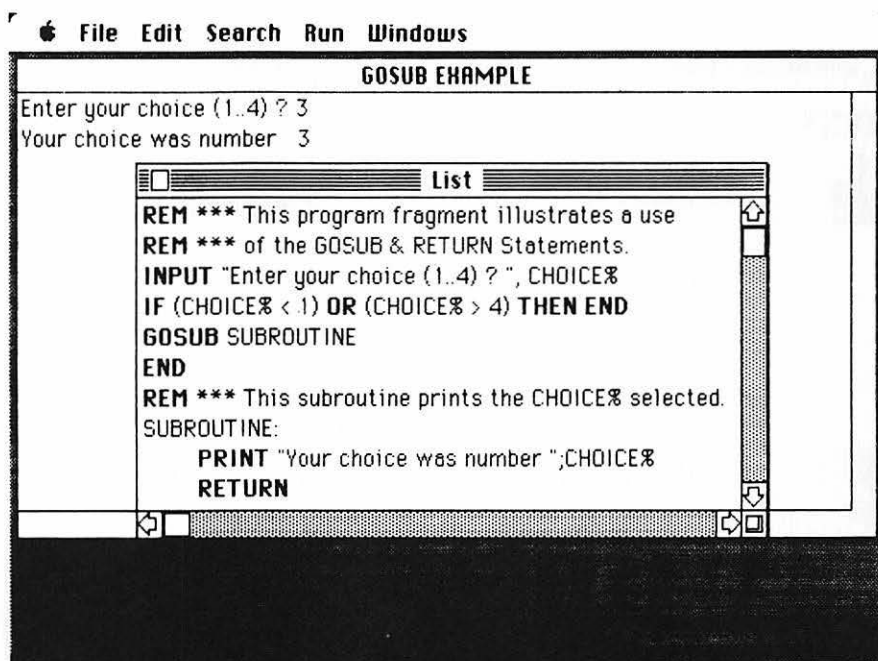 File Edit Search Run Windows
GOSUB EXAMPLE
Enter your choice (1..4) ? 3
Your choice was number 3
List
REM *** This program fragment illustrates a use
REM *** of the GOSUB & RETURN Statements.
INPUT "Enter your choice (1..4) ? ", CHOICE%
IF (CHOICE% < 1) OR (CHOICE% > 4) THEN END
GOSUB SUBROUTINE
END
REM *** This subroutine prints the CHOICE% selected.
SUBROUTINE:
PRINT "Your choice was number ";CHOICE%
RETURN